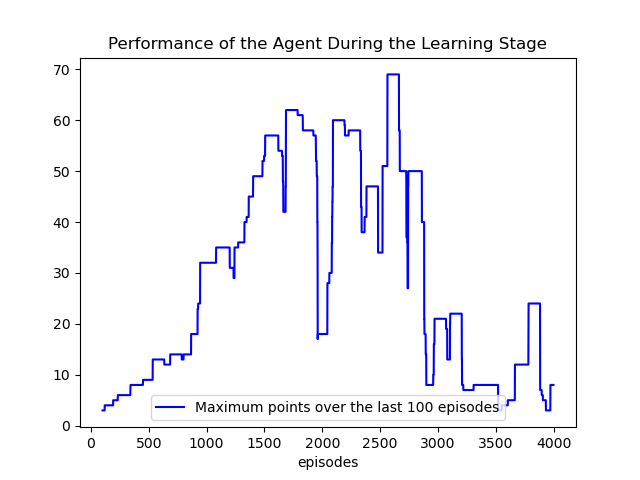 Performance of the Agent During the Learning Stage
70
60
50
40
30
20
10
0
Maximum points over the last 100 episodes
0 500 1000 1500 2000 2500 3000 3500 4000
episodes